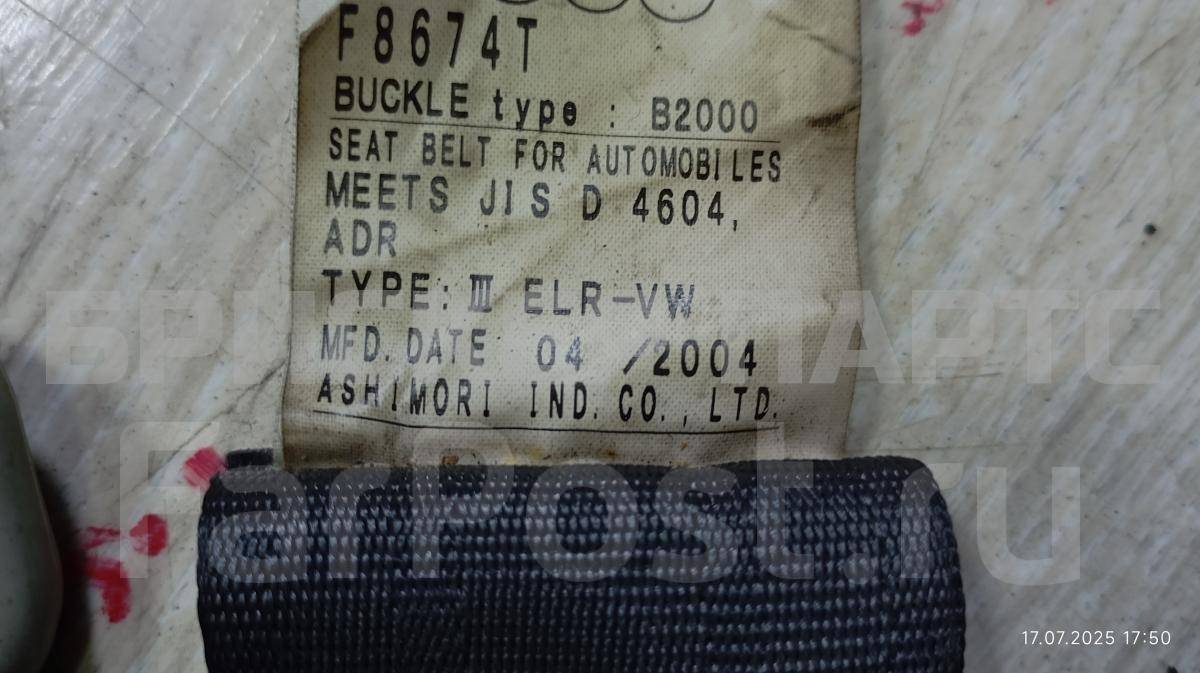 F8674T
BUCKLE type : B2000
SEAT BELT FOR AUTOMOBILES
MEETS JIS D 4604,
ADR
TYPE: Ⅲ ELR-VW
MFD. DATE 04 /2004
ASHIMORI IND. CO., LTD.
FarPost.ru
17.07.2025 17:50